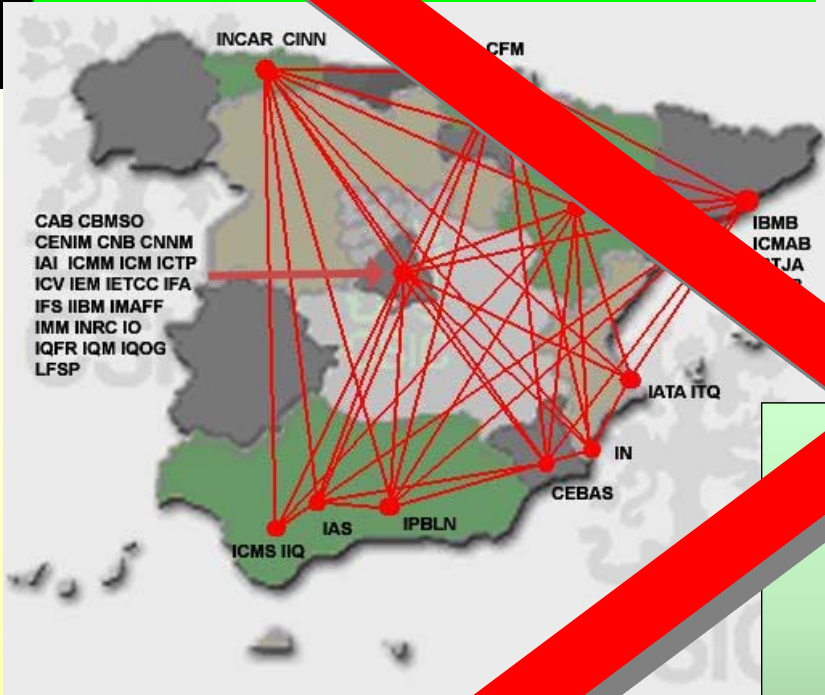 INCAR CINN
CFM
CAB CBMSO
CENIM CNB CNNM
IAI ICMM ICM ICTP
ICV IEM IETCC IFA
IFS IIBM IMAFF
IMM INRC IO
IQFR IQM IQOG
LFSP
IBMB
ICMAB
IATA ITQ
IN
CEBAS
IAS
IPBLN
ICMS IIQ